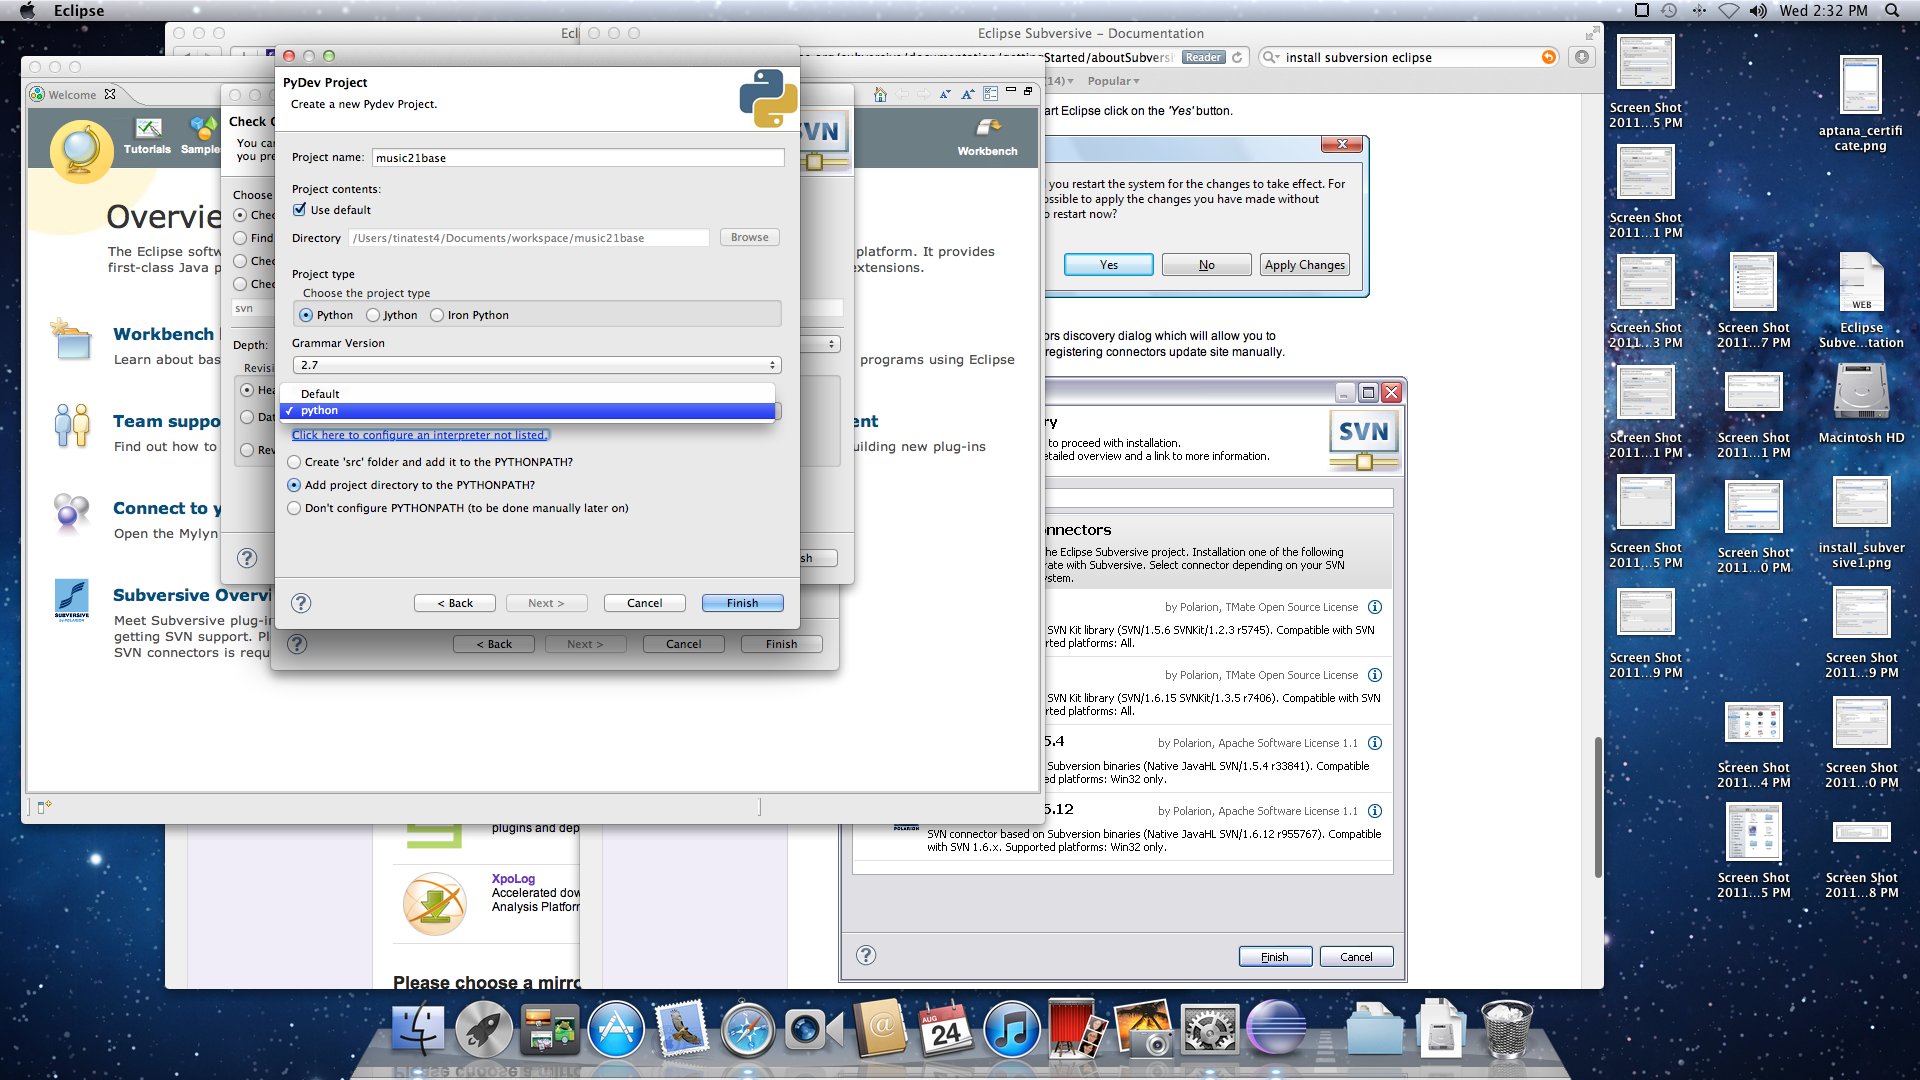 Eclipse
Wed 2:32 PM
Ecli
Eclipse Subversive – Documentation
Reader
install subversion eclipse
Popular
Welcome
Tutorials
Sample
Workbench
Overvie
The Eclipse softw
first-class Java p
platform. It provides
extensions.
Workbench
Learn about bas
programs using Eclipse
Team suppo
Find out how to
ent
uilding new plug-ins
Connect to y
Open the Mylyn
Subversive Overvi
Meet Subversive plug-in
getting SVN support. Pl
SVN connectors is requ
Check O
You can
you pre
SVN
Choose
Chec
Find
Chec
Chec
svn
Depth:
Revisi
Hea
Dat
Rev
sh
< Back
Next >
Cancel
Finish
PyDev Project
Create a new Pydev Project.
Project name:
music21base
Project contents:
Use default
Directory
/Users/tinatest4/Documents/workspace/music21base
Browse
Project type
Choose the project type
Python
Jython
Iron Python
Grammar Version
2.7
Default
python
Click here to configure an interpreter not listed.
Create 'src' folder and add it to the PYTHONPATH?
Add project directory to the PYTHONPATH?
Don't configure PYTHONPATH (to be done manually later on)
< Back
Next >
Cancel
Finish
art Eclipse click on the 'Yes' button.
you restart the system for the changes to take effect. For
possible to apply the changes you have made without
o restart now?
Yes
No
Apply Changes
ors discovery dialog which will allow you to
registering connectors update site manually.
ry
to proceed with installation.
etailed overview and a link to more information.
SVN
nnectors
he Eclipse Subversive project. Installation one of the following
rate with Subversive. Select connector depending on your SVN
ystem.
by Polarion, TMate Open Source License
SVN Kit library (SVN/1.5.6 SVNKit/1.2.3 r5745). Compatible with SVN
rted platforms: All.
by Polarion, TMate Open Source License
SVN Kit library (SVN/1.6.15 SVNKit/1.3.5 r7406). Compatible with SVN
rted platforms: All.
5.4
by Polarion, Apache Software License 1.1
Subversion binaries (Native JavaHL SVN/1.5.4 r33841). Compatible
ed platforms: Win32 only.
6.12
by Polarion, Apache Software License 1.1
SVN connector based on Subversion binaries (Native JavaHL SVN/1.6.12 r955767). Compatible
with SVN 1.6.x. Supported platforms: Win32 only.
Finish
Cancel
plugins and dep
XpoLog
Accelerated dow
Analysis Platforn
Please choose a mirro
Screen Shot
2011...5 PM
Screen Shot
2011...1 PM
Screen Shot
2011...3 PM
Screen Shot
2011...1 PM
Screen Shot
2011...5 PM
Screen Shot
2011...9 PM
Screen Shot
2011...7 PM
Screen Shot
2011...1 PM
Screen Shot
2011...0 PM
Screen Shot
2011...4 PM
Screen Shot
2011...5 PM
aptana_certifi
cate.png
WEB
Eclipse
Subve...tation
Macintosh HD
install_subver
sive1.png
Screen Shot
2011...9 PM
Screen Shot
2011...0 PM
Screen Shot
2011...8 PM
AUG
24